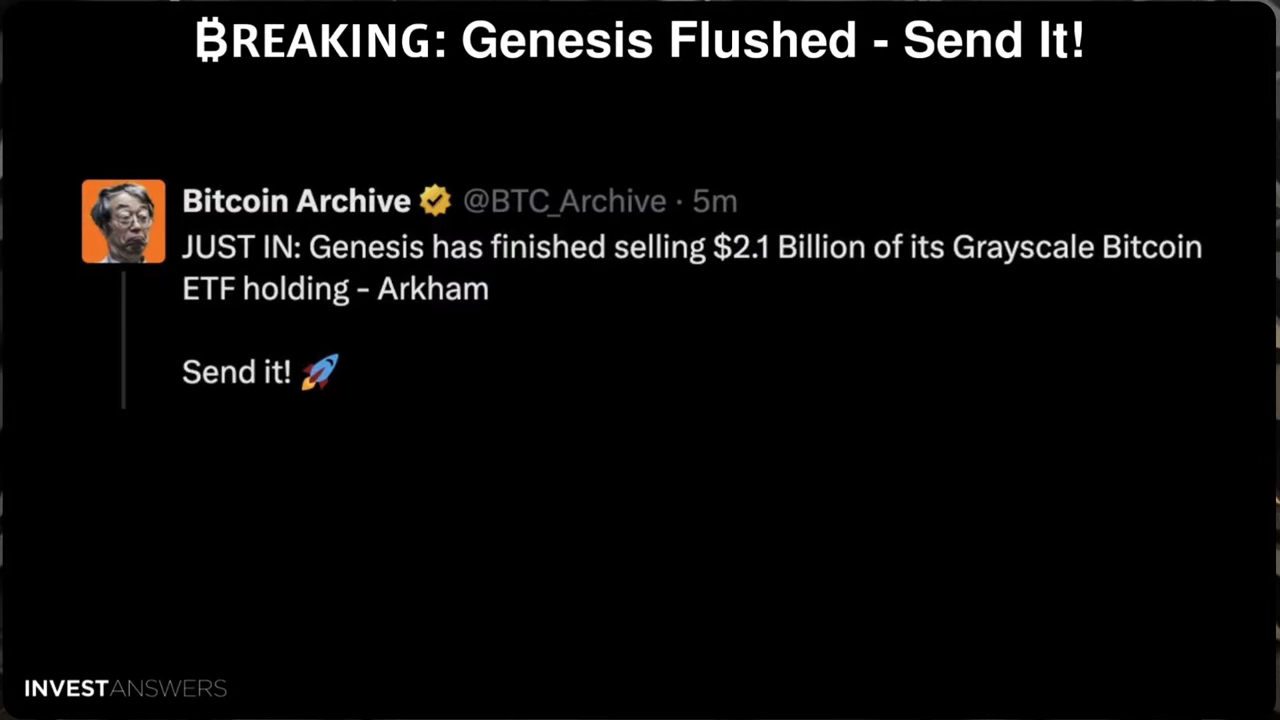 ₿REAKING: Genesis Flushed - Send It!
Bitcoin Archive @BTC_Archive · 5m
JUST IN: Genesis has finished selling $2.1 Billion of its Grayscale Bitcoin
ETF holding - Arkham
Send it! 🚀
INVESTANSWERS